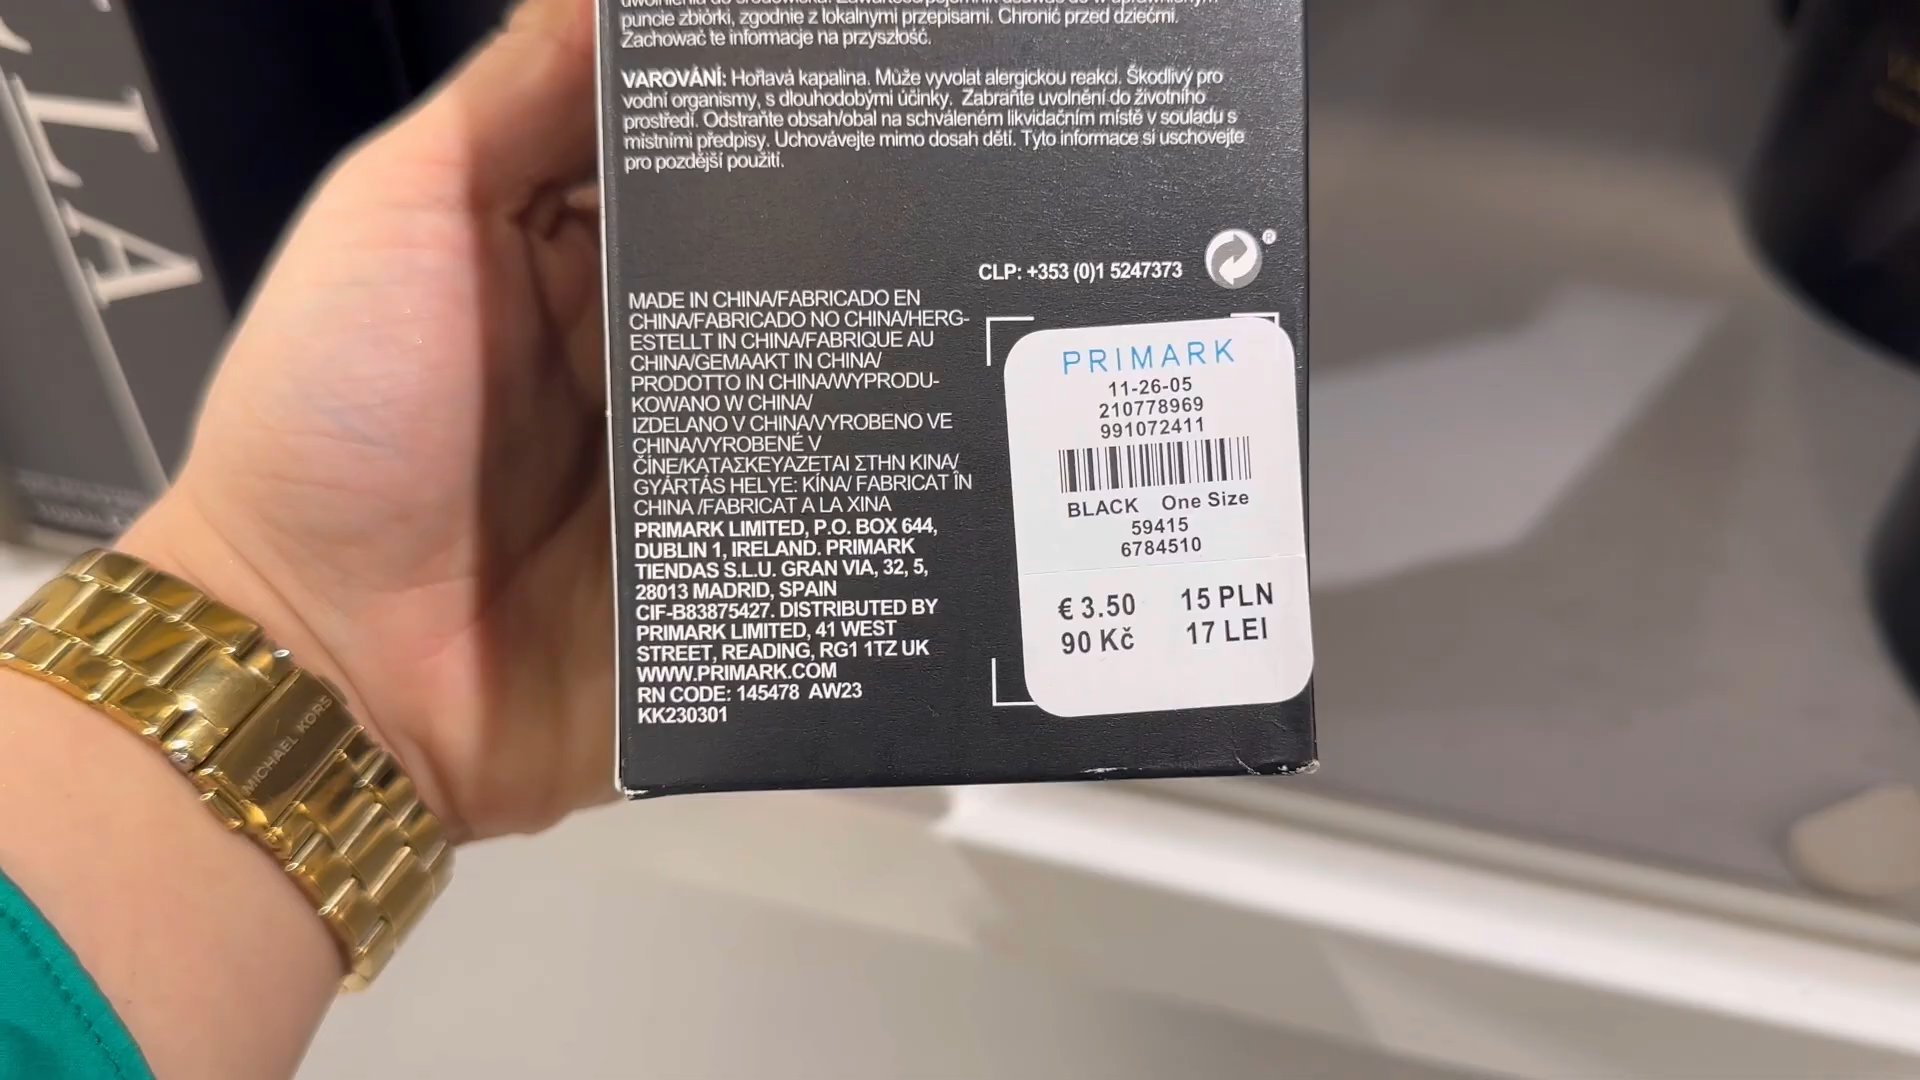 puncie zbiórki, zgodnie z lokalnymi przepisami. Chronić przed dziećmi.
Zachować te informacje na przyszłość.
VAROVÁNÍ: Hořlavá kapalina. Může vyvolat alergickou reakci. Škodlivý pro
vodní organismy, s dlouhodobými účinky. Zabraňte uvolnění do životního
prostředí. Odstraňte obsah/obal na schváleném likvidačním místě v souladu s
místními předpisy. Uchovávejte mimo dosah dětí. Tyto informace si uschovejte
pro pozdější použití.
CLP: +353 (0)1 5247373
®
MADE IN CHINA/FABRICADO EN
CHINA/FABRICADO NO CHINA/HERG-
ESTELLT IN CHINA/FABRIQUE AU
CHINA/GEMAAKT IN CHINA/
PRODOTTO IN CHINA/WYPRODU-
KOWANO W CHINA/
IZDELANO V CHINA/VYROBENO VE
CHINA/VYROBENÉ V
ČÍNE/ΚΑΤΑΣΚΕΥΑΖΕΤΑΙ ΣΤΗΝ ΚΙΝΑ/
GYÁRTÁS HELYE: KÍNA/ FABRICAT ÎN
CHINA /FABRICAT A LA XINA
PRIMARK LIMITED, P.O. BOX 644,
DUBLIN 1, IRELAND. PRIMARK
TIENDAS S.L.U. GRAN VIA, 32, 5,
28013 MADRID, SPAIN
CIF-B83875427. DISTRIBUTED BY
PRIMARK LIMITED, 41 WEST
STREET, READING, RG1 1TZ UK
WWW.PRIMARK.COM
RN CODE: 145478 AW23
KK230301
PRIMARK
11-26-05
210778969
991072411
BLACK One Size
59415
6784510
€ 3.50 15 PLN
90 Kč 17 LEI
MICHAEL KORS